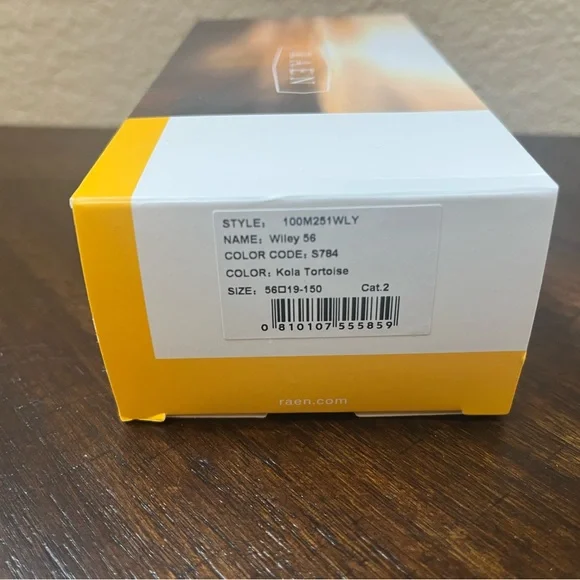 RAEN
STYLE: 100M251WLY
NAME: Wiley 56
COLOR CODE: S784
COLOR: Kola Tortoise
SIZE: 56□19-150 Cat.2
0 810107 555859
raen.com